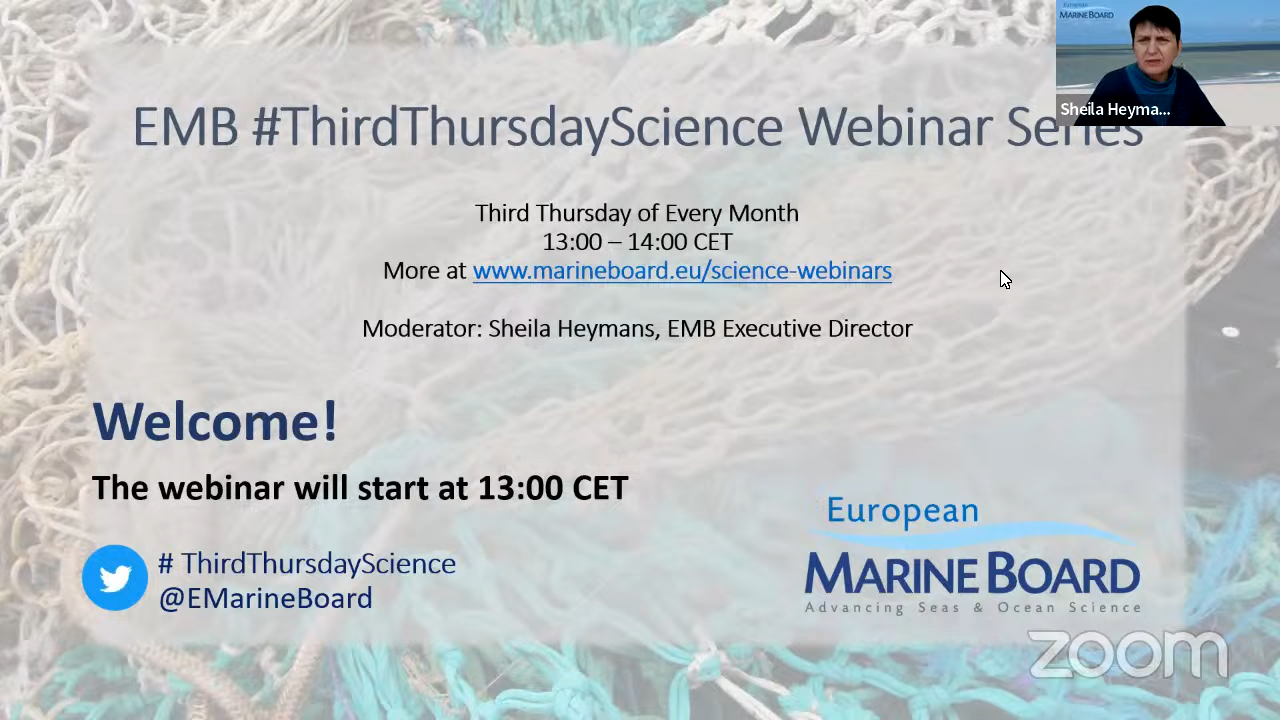 European
MARINEBOARD
Sheila Heyma...
EMB #ThirdThursdayScience Webinar Series
Third Thursday of Every Month
13:00 – 14:00 CET
More at www.marineboard.eu/science-webinars
Moderator: Sheila Heymans, EMB Executive Director
Welcome!
The webinar will start at 13:00 CET
# ThirdThursdayScience
@EMarineBoard
European
MARINE BOARD
Advancing Seas & Ocean Science
zoom